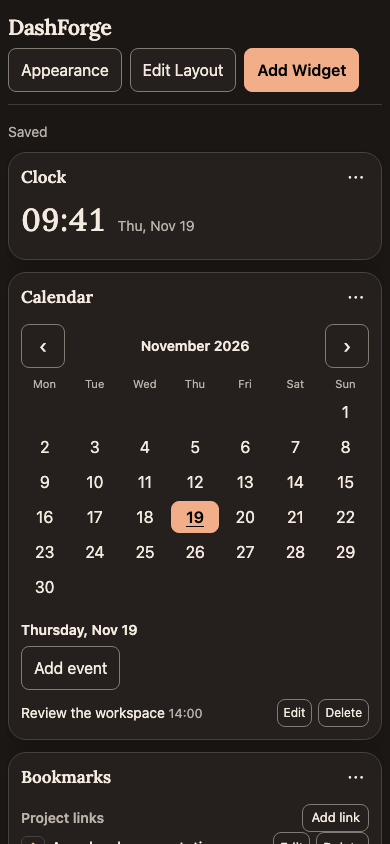 DashForge
Appearance Edit Layout Add Widget
Saved
Clock ...
09:41 Thu, Nov 19
Calendar ...
‹ November 2026 ›
Mon Tue Wed Thu Fri Sat Sun
1
2 3 4 5 6 7 8
9 10 11 12 13 14 15
16 17 18 19 20 21 22
23 24 25 26 27 28 29
30
Thursday, Nov 19
Add event
Review the workspace 14:00 Edit Delete
Bookmarks ...
Project links Add link